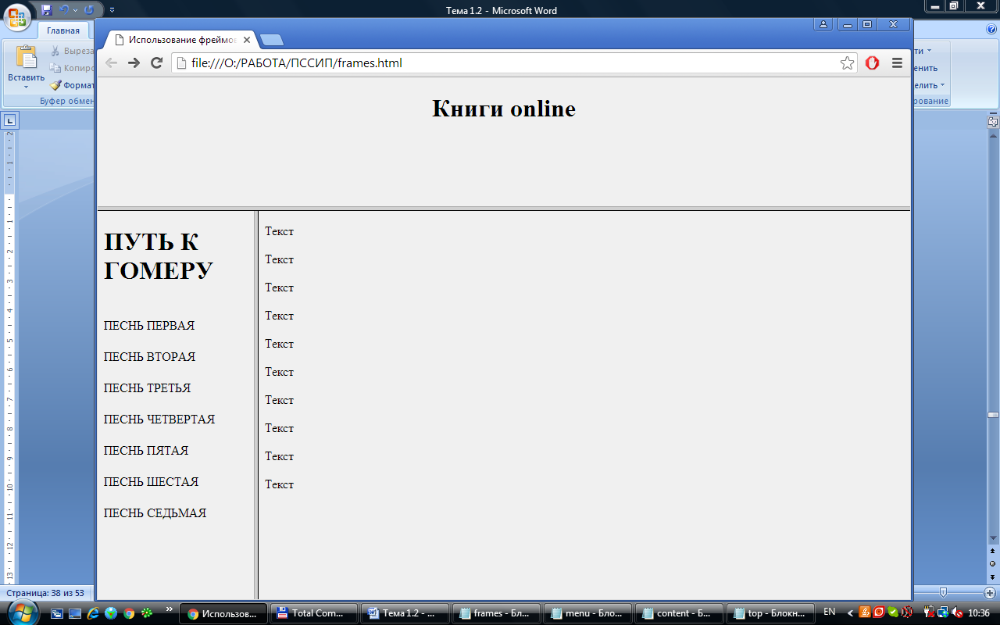 Тема 1.2 - Microsoft Word
Главная
Вставить
Выреза
Копиро
Формат
Буфер обмен
Использование фреймов
file:///O:/РАБОТА/ПССИП/frames.html
Книги online
ПУТЬ К
ГОМЕРУ
ПЕСНЬ ПЕРВАЯ
ПЕСНЬ ВТОРАЯ
ПЕСНЬ ТРЕТЬЯ
ПЕСНЬ ЧЕТВЕРТАЯ
ПЕСНЬ ПЯТАЯ
ПЕСНЬ ШЕСТАЯ
ПЕСНЬ СЕДЬМАЯ
Текст
Текст
Текст
Текст
Текст
Текст
Текст
Текст
Текст
Текст
ти
енить
елить
рование
Страница: 38 из 53
Использов...
Total Com...
Тема 1.2 - ...
frames - Бл...
menu - Бло...
content - Б...
top - Блокн...
EN
10:36